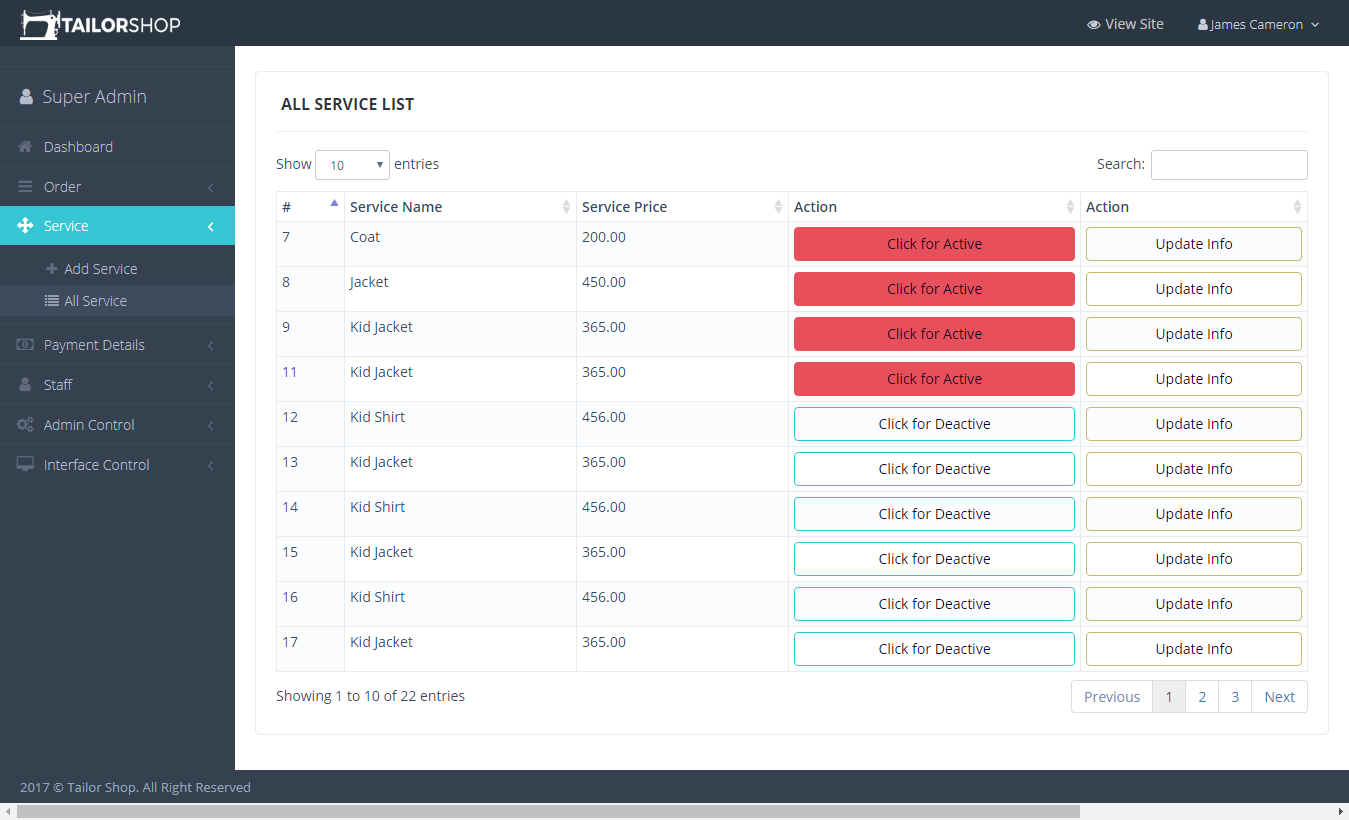 TAILORSHOP
View Site
James Cameron
Super Admin
Dashboard
Order
Service
Add Service
All Service
Payment Details
Staff
Admin Control
Interface Control
ALL SERVICE LIST
Show 10 entries
Search:
# Service Name Service Price Action Action
7 Coat 200.00 Click for Active Update Info
8 Jacket 450.00 Click for Active Update Info
9 Kid Jacket 365.00 Click for Active Update Info
11 Kid Jacket 365.00 Click for Active Update Info
12 Kid Shirt 456.00 Click for Deactive Update Info
13 Kid Jacket 365.00 Click for Deactive Update Info
14 Kid Shirt 456.00 Click for Deactive Update Info
15 Kid Jacket 365.00 Click for Deactive Update Info
16 Kid Shirt 456.00 Click for Deactive Update Info
17 Kid Jacket 365.00 Click for Deactive Update Info
Showing 1 to 10 of 22 entries
Previous 1 2 3 Next
2017 © Tailor Shop. All Right Reserved